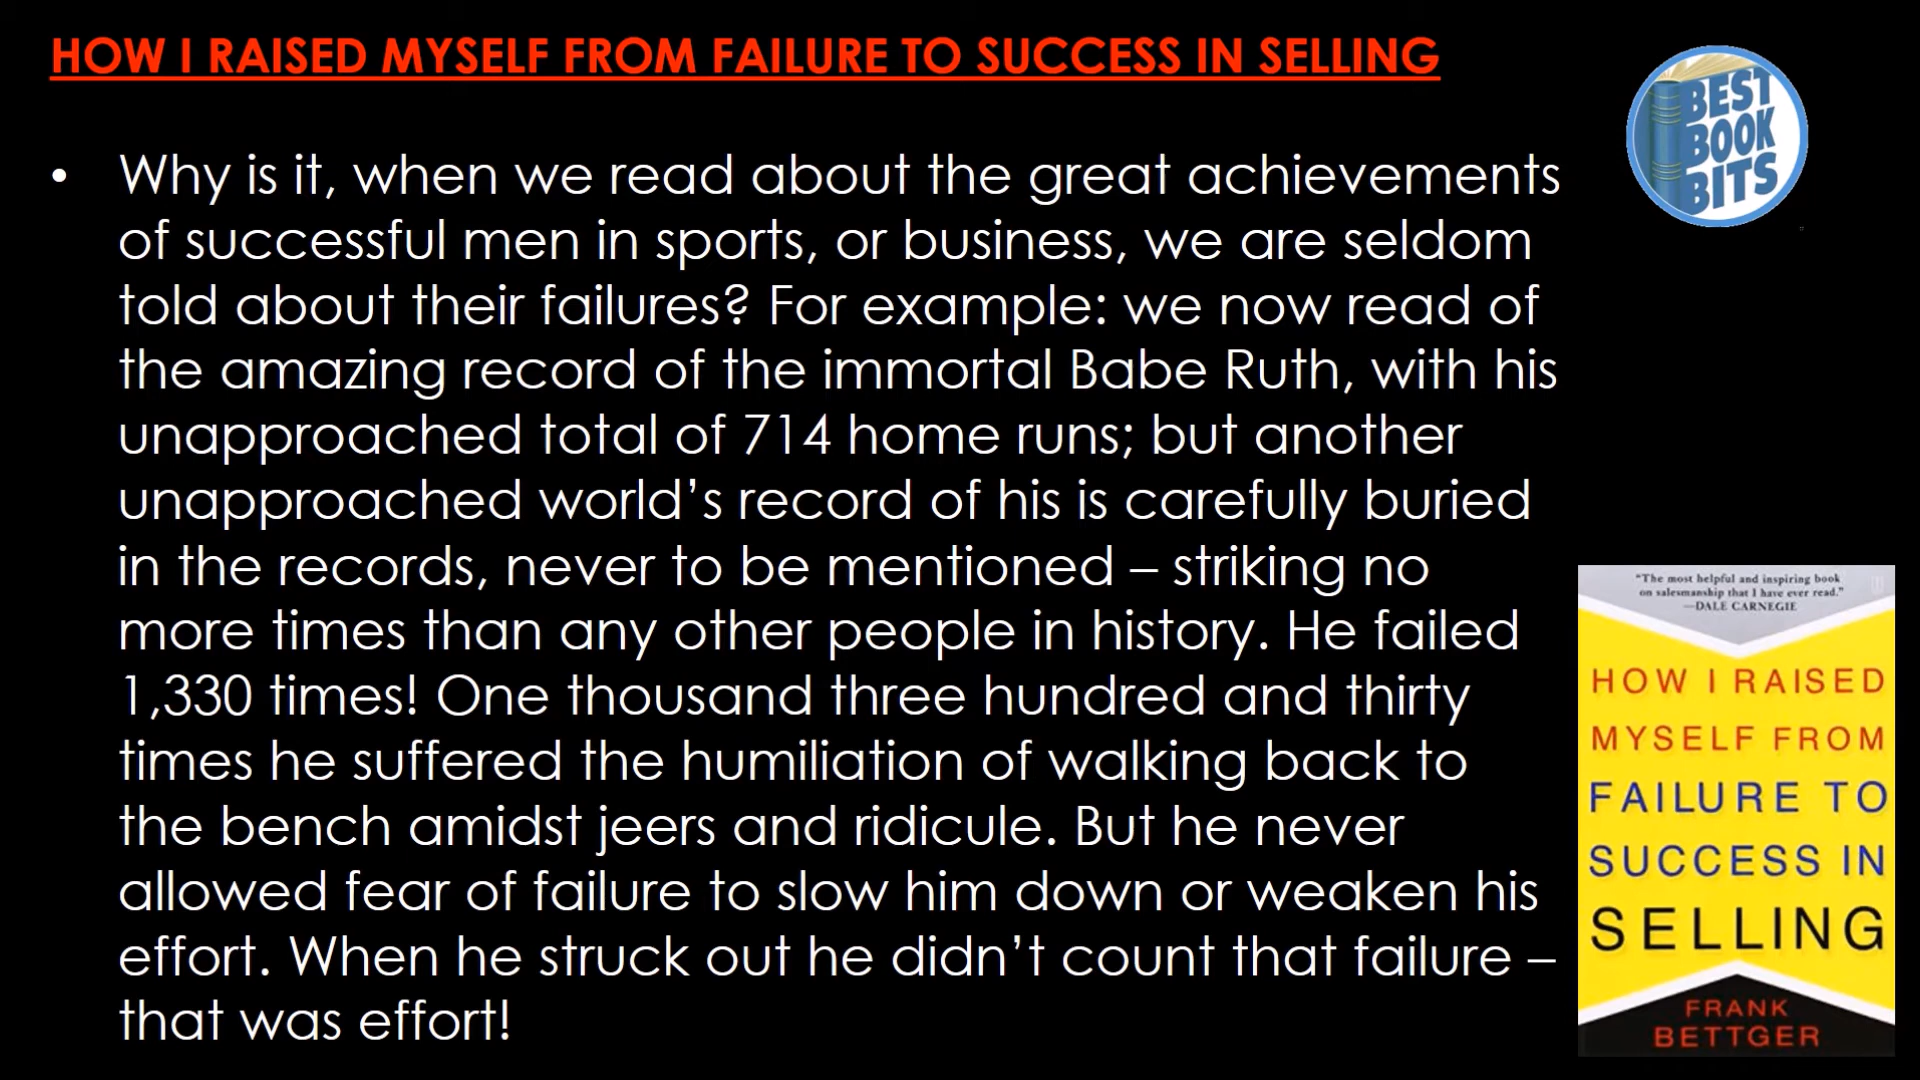 HOW I RAISED MYSELF FROM FAILURE TO SUCCESS IN SELLING
BEST
BOOK
BITS
• Why is it, when we read about the great achievements
of successful men in sports, or business, we are seldom
told about their failures? For example: we now read of
the amazing record of the immortal Babe Ruth, with his
unapproached total of 714 home runs; but another
unapproached world’s record of his is carefully buried
in the records, never to be mentioned – striking no
more times than any other people in history. He failed
1,330 times! One thousand three hundred and thirty
times he suffered the humiliation of walking back to
the bench amidst jeers and ridicule. But he never
allowed fear of failure to slow him down or weaken his
effort. When he struck out he didn’t count that failure –
that was effort!
“The most helpful and inspiring book
on salesmanship that I have ever read.”
—DALE CARNEGIE
HOW I RAISED
MYSELF FROM
FAILURE TO
SUCCESS IN
SELLING
FRANK
BETTGER